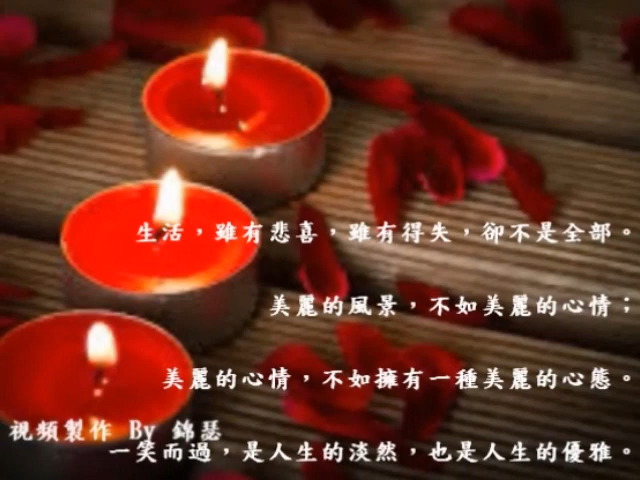 生活，雖有悲喜，雖有得失，卻不是全部。
美麗的風景，不如美麗的心情；
美麗的心情，不如擁有一種美麗的心態。
視頻製作 By 錦瑟
一笑而過，是人生的淡然，也是人生的優雅。